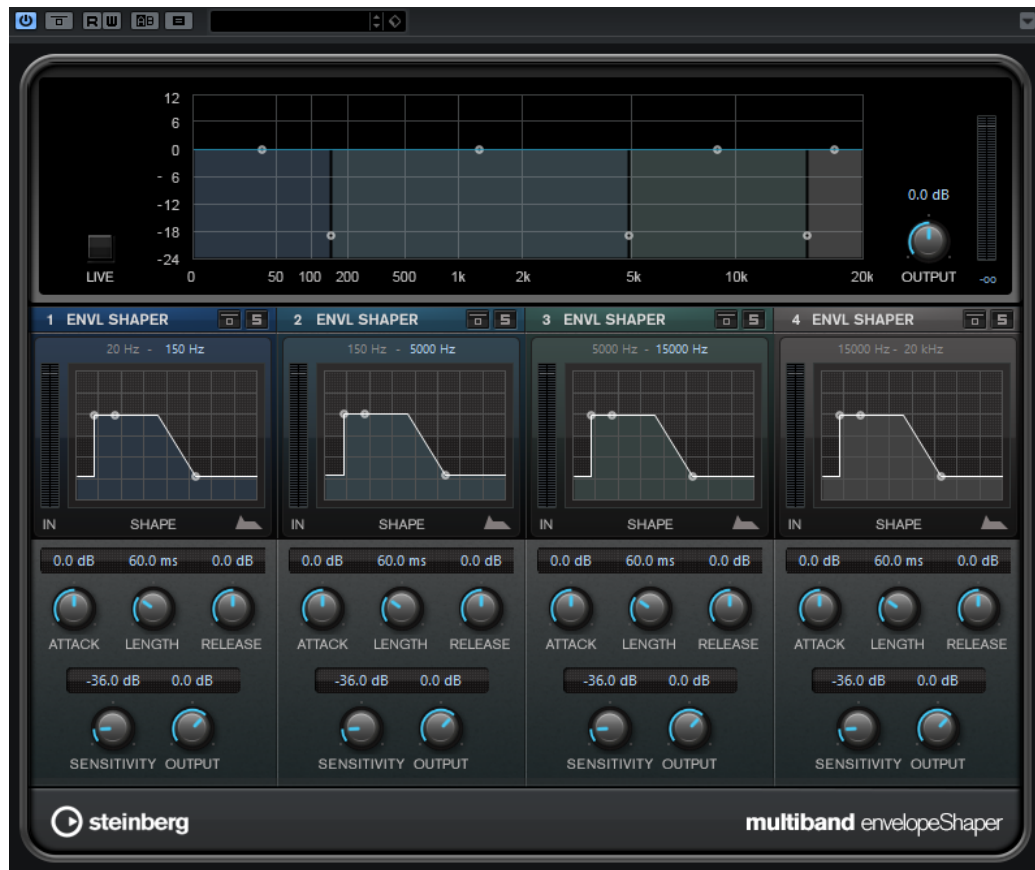 R W AB
12
6
0
- 6
-12
-18
-24
0 50 100 200 500 1k 2k 5k 10k 20k
LIVE
0.0 dB
OUTPUT
-oo
1 ENVL SHAPER S
20 Hz - 150 Hz
IN SHAPE
0.0 dB 60.0 ms 0.0 dB
ATTACK LENGTH RELEASE
-36.0 dB 0.0 dB
SENSITIVITY OUTPUT
2 ENVL SHAPER S
150 Hz - 5000 Hz
IN SHAPE
0.0 dB 60.0 ms 0.0 dB
ATTACK LENGTH RELEASE
-36.0 dB 0.0 dB
SENSITIVITY OUTPUT
3 ENVL SHAPER S
5000 Hz - 15000 Hz
IN SHAPE
0.0 dB 60.0 ms 0.0 dB
ATTACK LENGTH RELEASE
-36.0 dB 0.0 dB
SENSITIVITY OUTPUT
4 ENVL SHAPER S
15000 Hz - 20 kHz
IN SHAPE
0.0 dB 60.0 ms 0.0 dB
ATTACK LENGTH RELEASE
-36.0 dB 0.0 dB
SENSITIVITY OUTPUT
steinberg
multiband envelopeShaper